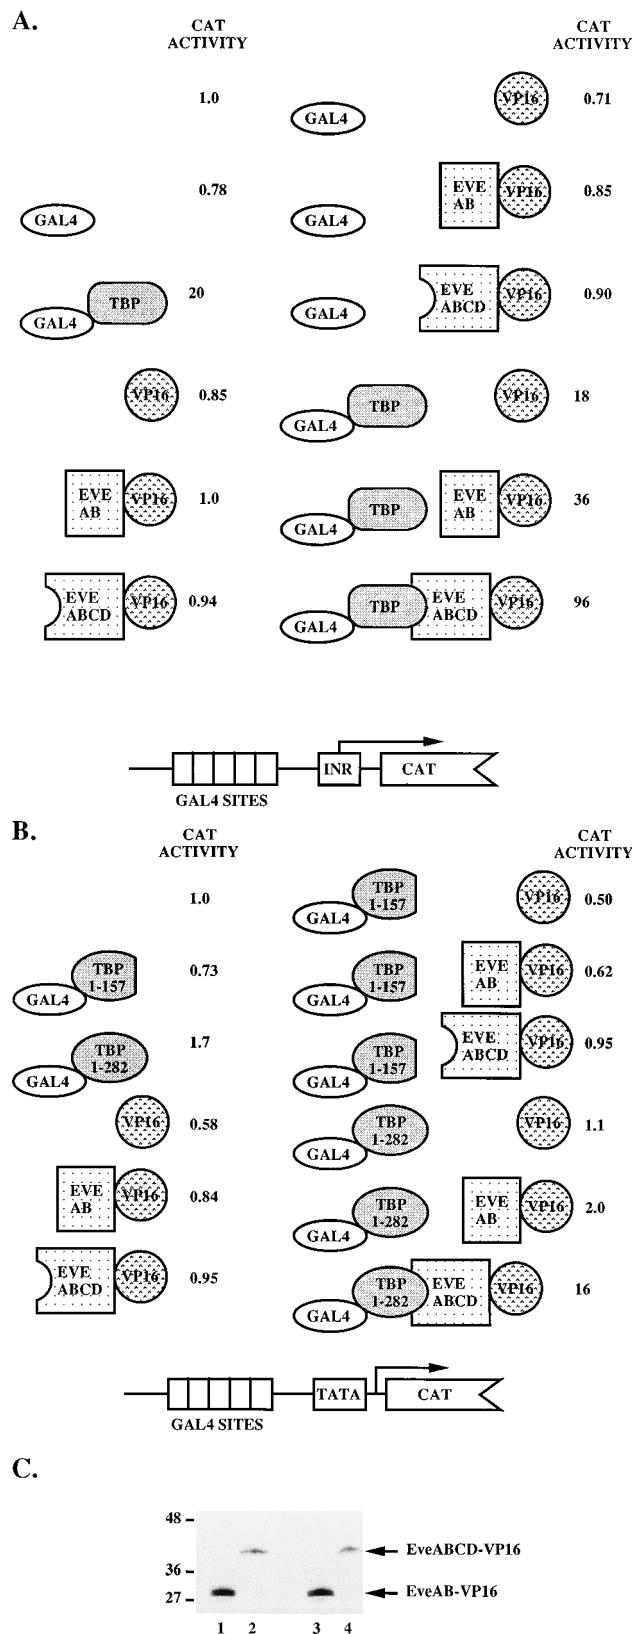 A.
CAT
ACTIVITY
CAT
ACTIVITY
1.0
GAL4
VP16
0.71
GAL4
0.78
GAL4
EVE
AB
VP16
0.85
GAL4
TBP
20
GAL4
EVE
ABCD
VP16
0.90
VP16
0.85
GAL4
TBP
VP16
18
EVE
AB
VP16
1.0
GAL4
TBP
EVE
AB
VP16
36
EVE
ABCD
VP16
0.94
GAL4
TBP
EVE
ABCD
VP16
96
INR
CAT
GAL4 SITES
B.
CAT
ACTIVITY
CAT
ACTIVITY
1.0
GAL4
TBP
1-157
VP16
0.50
GAL4
TBP
1-157
0.73
GAL4
TBP
1-157
EVE
AB
VP16
0.62
GAL4
TBP
1-282
1.7
GAL4
TBP
1-157
EVE
ABCD
VP16
0.95
VP16
0.58
GAL4
TBP
1-282
VP16
1.1
EVE
AB
VP16
0.84
GAL4
TBP
1-282
EVE
AB
VP16
2.0
EVE
ABCD
VP16
0.95
GAL4
TBP
1-282
EVE
ABCD
VP16
16
TATA
CAT
GAL4 SITES
C.
48
EveABCD-VP16
36
27
EveAB-VP16
1 2 3 4